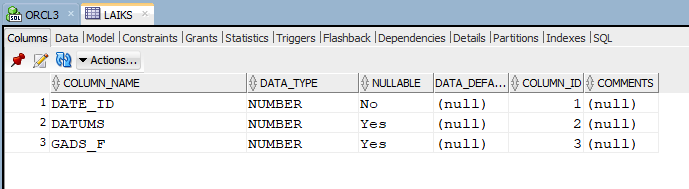 ORCL3 LAIKS
Columns Data Model Constraints Grants Statistics Triggers Flashback Dependencies Details Partitions Indexes SQL
Actions...
COLUMN_NAME DATA_TYPE NULLABLE DATA_DEFA... COLUMN_ID COMMENTS
1 DATE_ID NUMBER No (null) 1 (null)
2 DATUMS NUMBER Yes (null) 2 (null)
3 GADS_F NUMBER Yes (null) 3 (null)